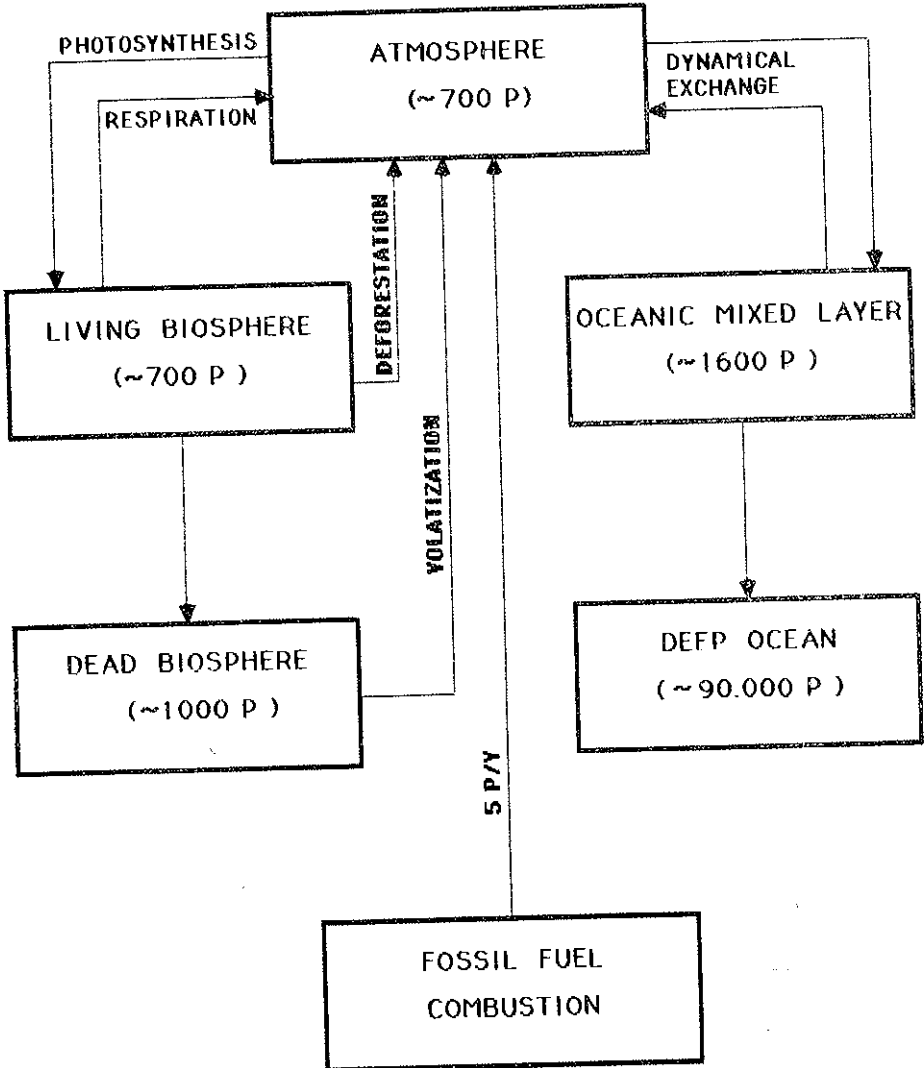 PHOTOSYNTHESIS
ATMOSPHERE
(~700 P)
DYNAMICAL
EXCHANGE
RESPIRATION
DEFORESTATION
LIVING BIOSPHERE
(~700 P )
OCEANIC MIXED LAYER
(~1600 P)
VOLATIZATION
DEAD BIOSPHERE
(~1000 P )
DEFP OCEAN
(~90.000 P)
5 P/Y
FOSSIL FUEL
COMBUSTION